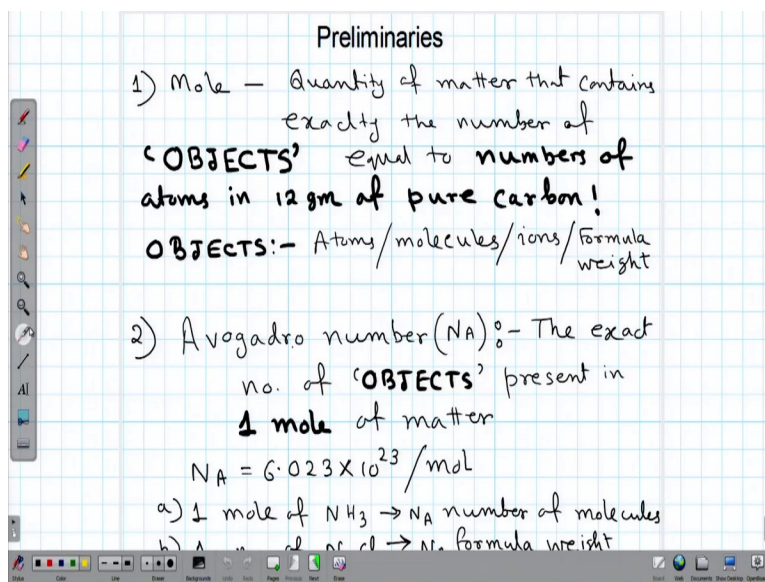 Preliminaries
1) Mole – Quantity of matter that contains
exactly the number of
'OBJECTS' equal to numbers of
atoms in 12 gm of pure carbon!
OBJECTS:- Atoms/molecules/ions/Formula
weight
2) Avogadro number (NA):- The exact
no. of 'OBJECTS' present in
1 mole of matter
NA = 6.023 X 10²³ /mol
a) 1 mole of NH3 → NA number of molecules
formula weight